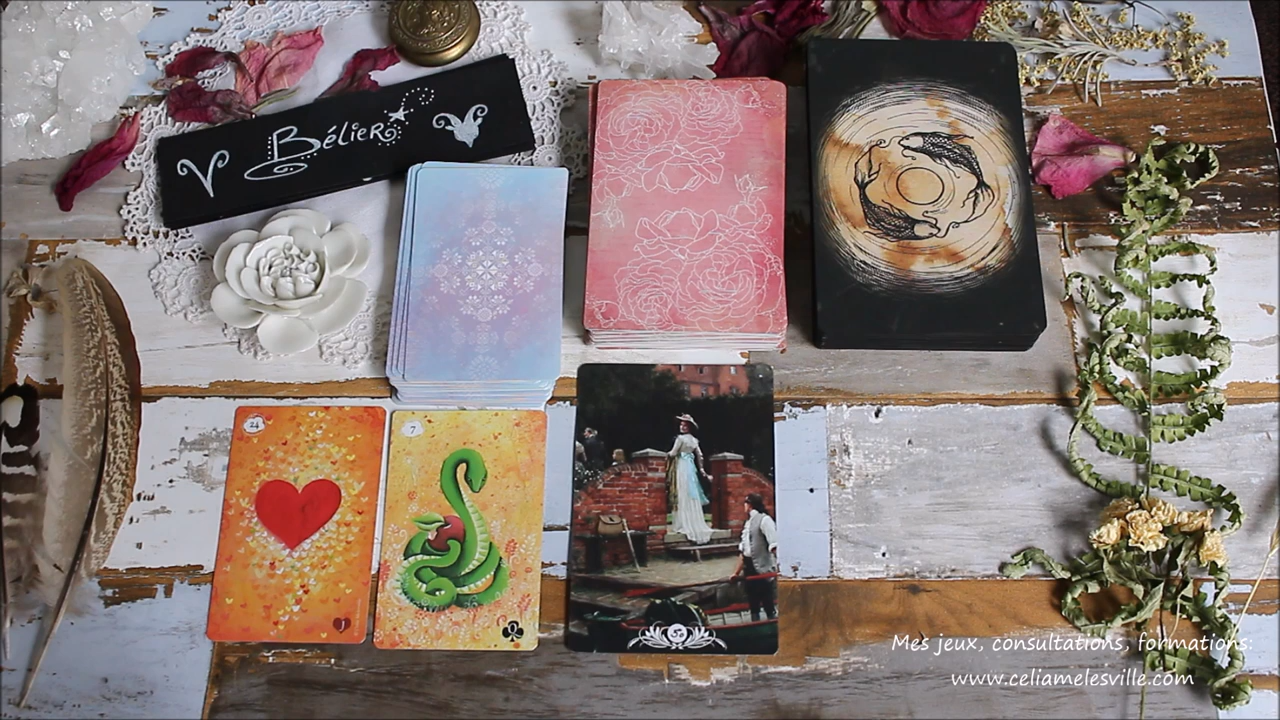 Bélier
24
J
7
Q
Mes jeux, consultations, formations:
www.celiamelesville.com